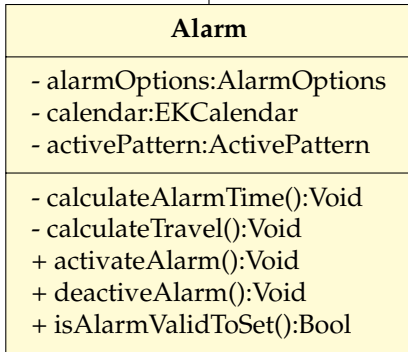 Alarm
- alarmOptions:AlarmOptions
- calendar:EKCalendar
- activePattern:ActivePattern
- calculateAlarmTime():Void
- calculateTravel():Void
+ activateAlarm():Void
+ deactiveAlarm():Void
+ isAlarmValidToSet():Bool